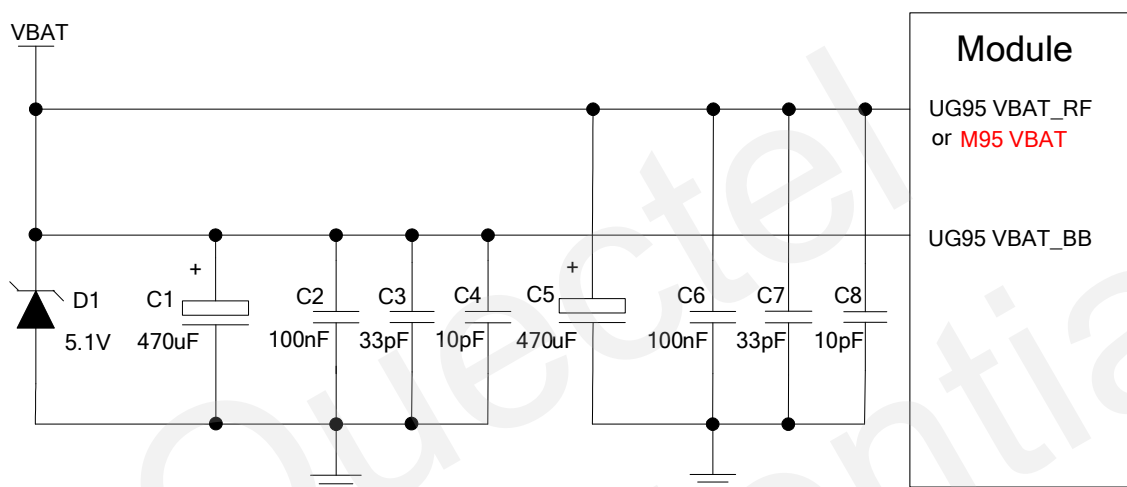 VBAT
Module
UG95 VBAT_RF
or M95 VBAT
UG95 VBAT_BB
+
D1
5.1V
C1
470uF
C2
100nF
C3
33pF
C4
10pF
+
C5
470uF
C6
100nF
C7
33pF
C8
10pF
Quectel